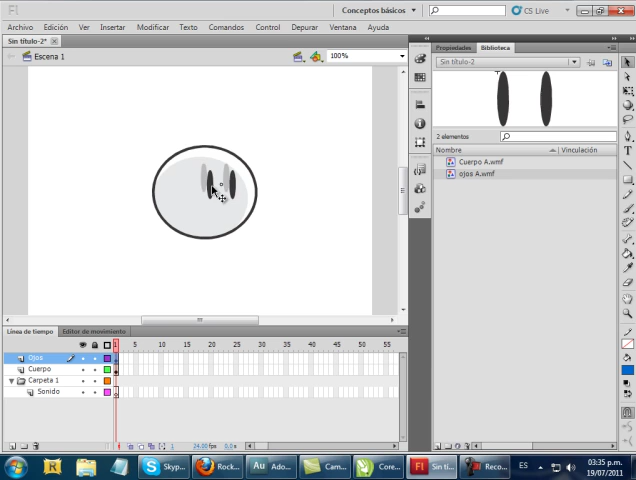 Fl
Conceptos básicos
CS Live
Archivo Edición Ver Insertar Modificar Texto Comandos Control Depurar Ventana Ayuda
Sin título-2*
Escena 1
100%
Propiedades Biblioteca
Sin título-2
2 elementos
Nombre Vinculación
Cuerpo A.wmf
ojos A.wmf
Línea de tiempo Editor de movimiento
1 5 10 15 20 25 30 35 40 45 50 55
Ojos
Cuerpo
Carpeta 1
Sonido
1 24.00 fps 0.0 s
Skyp...
Rock...
Au Ado...
Cam...
Core...
Fl Sin tí...
Reco...
ES
03:35 p.m.
19/07/2011